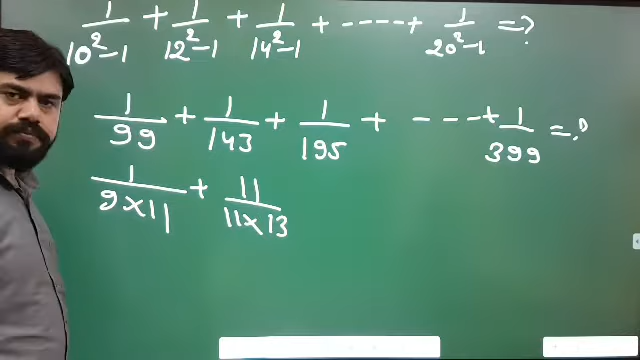 1/10²-1 + 1/12²-1 + 1/14²-1 + -----+ 1/20²-1 =?
1/99 + 1/143 + 1/195 + ----+ 1/399 =?
1/9×11 + 11/11×13